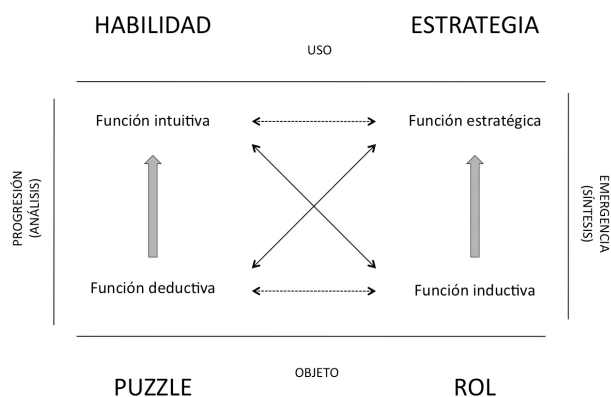 HABILIDAD
ESTRATEGIA
USO
Función intuitiva
Función estratégica
PROGRESIÓN
(ANÁLISIS)
EMERGENCIA
(SÍNTESIS)
Función deductiva
Función inductiva
OBJETO
PUZZLE
ROL